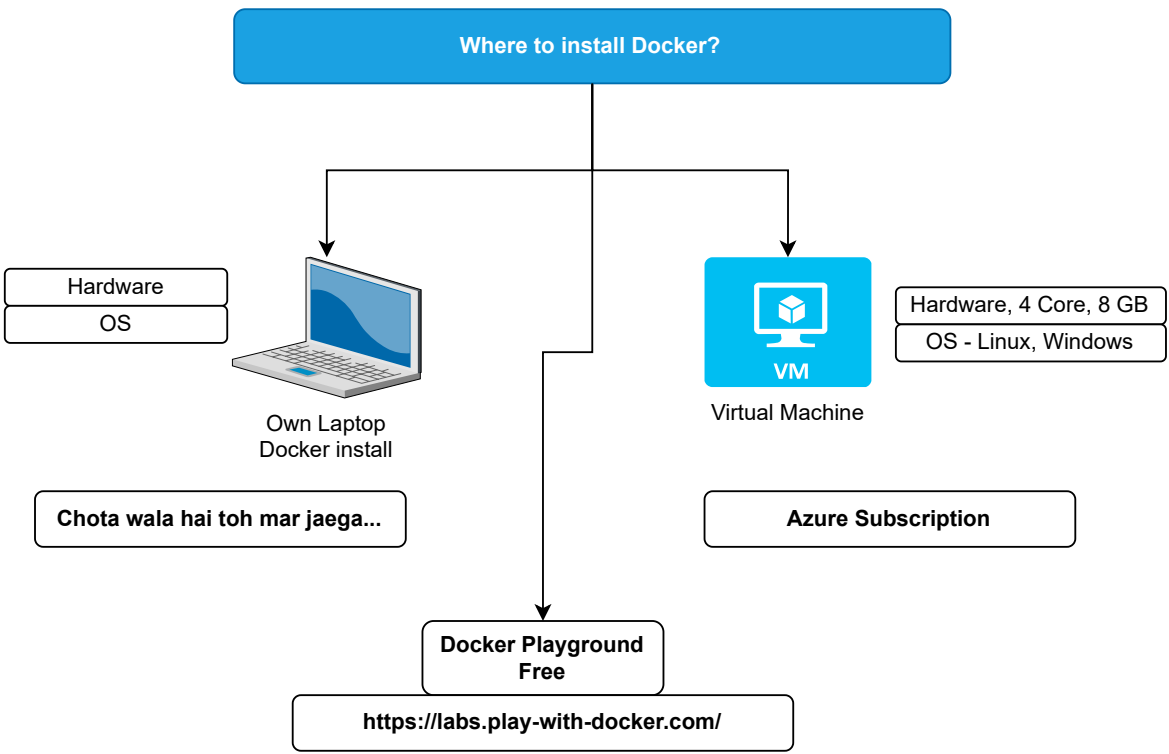 Where to install Docker?
Hardware
OS
Own Laptop
Docker install
Chota wala hai toh mar jaega...
VM
Virtual Machine
Hardware, 4 Core, 8 GB
OS - Linux, Windows
Azure Subscription
Docker Playground
Free
https://labs.play-with-docker.com/